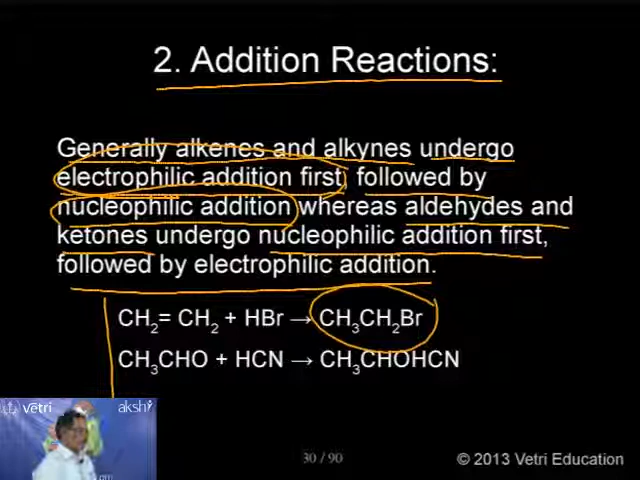 2. Addition Reactions:
Generally alkenes and alkynes undergo
electrophilic addition first, followed by
nucleophilic addition whereas aldehydes and
ketones undergo nucleophilic addition first,
followed by electrophilic addition.
CH₂= CH₂ + HBr → CH₃CH₂Br
CH₃CHO + HCN → CH₃CHOHCN
vetri
akshi
30 / 90
© 2013 Vetri Education